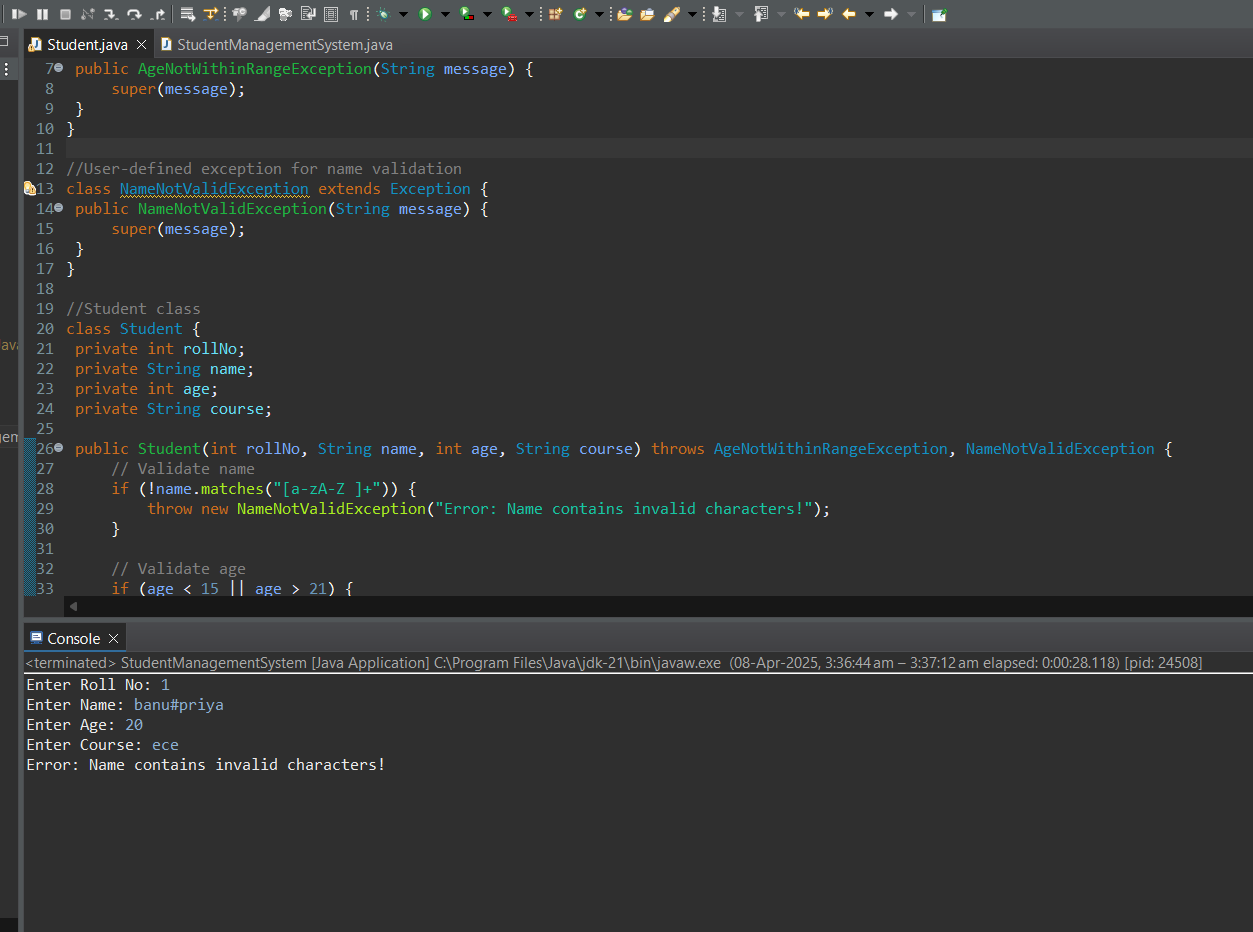 Student.java
StudentManagementSystem.java
7 public AgeNotWithinRangeException(String message) {
8 super(message);
9 }
10 }
11
12 //User-defined exception for name validation
13 class NameNotValidException extends Exception {
14 public NameNotValidException(String message) {
15 super(message);
16 }
17 }
18
19 //Student class
20 class Student {
21 private int rollNo;
22 private String name;
23 private int age;
24 private String course;
25
26 public Student(int rollNo, String name, int age, String course) throws AgeNotWithinRangeException, NameNotValidException {
27 // Validate name
28 if (!name.matches("[a-zA-Z ]+")) {
29 throw new NameNotValidException("Error: Name contains invalid characters!");
30 }
31
32 // Validate age
33 if (age < 15 || age > 21) {
Console
<terminated> StudentManagementSystem [Java Application] C:\Program Files\Java\jdk-21\bin\javaw.exe (08-Apr-2025, 3:36:44 am – 3:37:12 am elapsed: 0:00:28.118) [pid: 24508]
Enter Roll No: 1
Enter Name: banu#priya
Enter Age: 20
Enter Course: ece
Error: Name contains invalid characters!